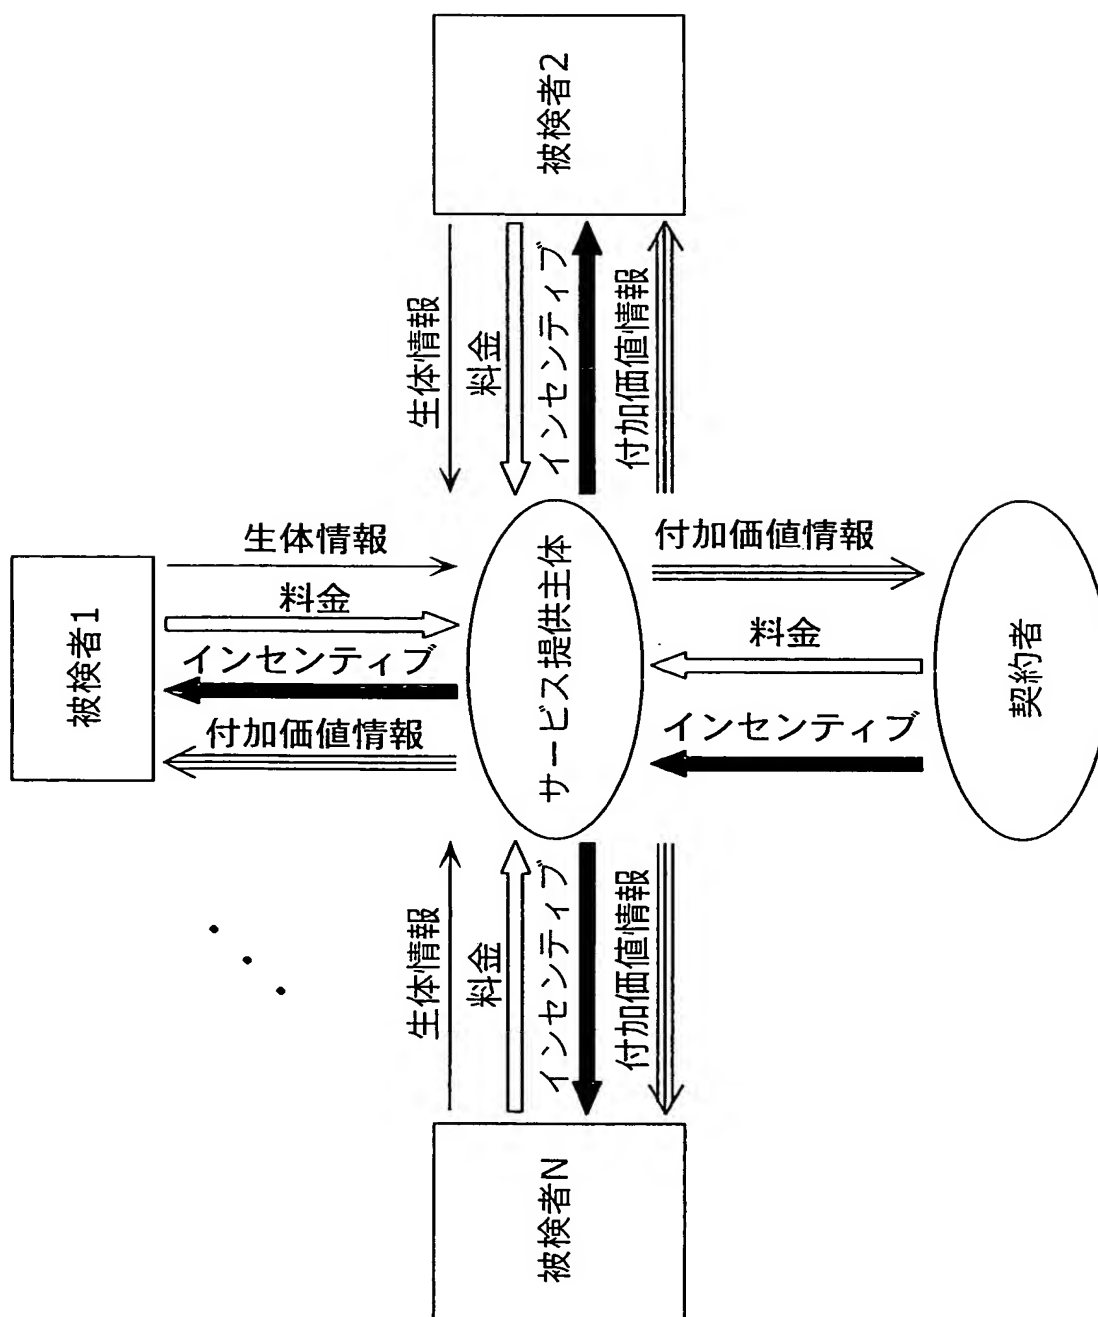 被検者2
生体情報
料金
インセンティブ
付加価値情報
被検者1
生体情報
料金
インセンティブ
付加価値情報
サービス提供主体
付加価値情報
料金
インセンティブ
契約者
生体情報
料金
インセンティブ
付加価値情報
被検者N